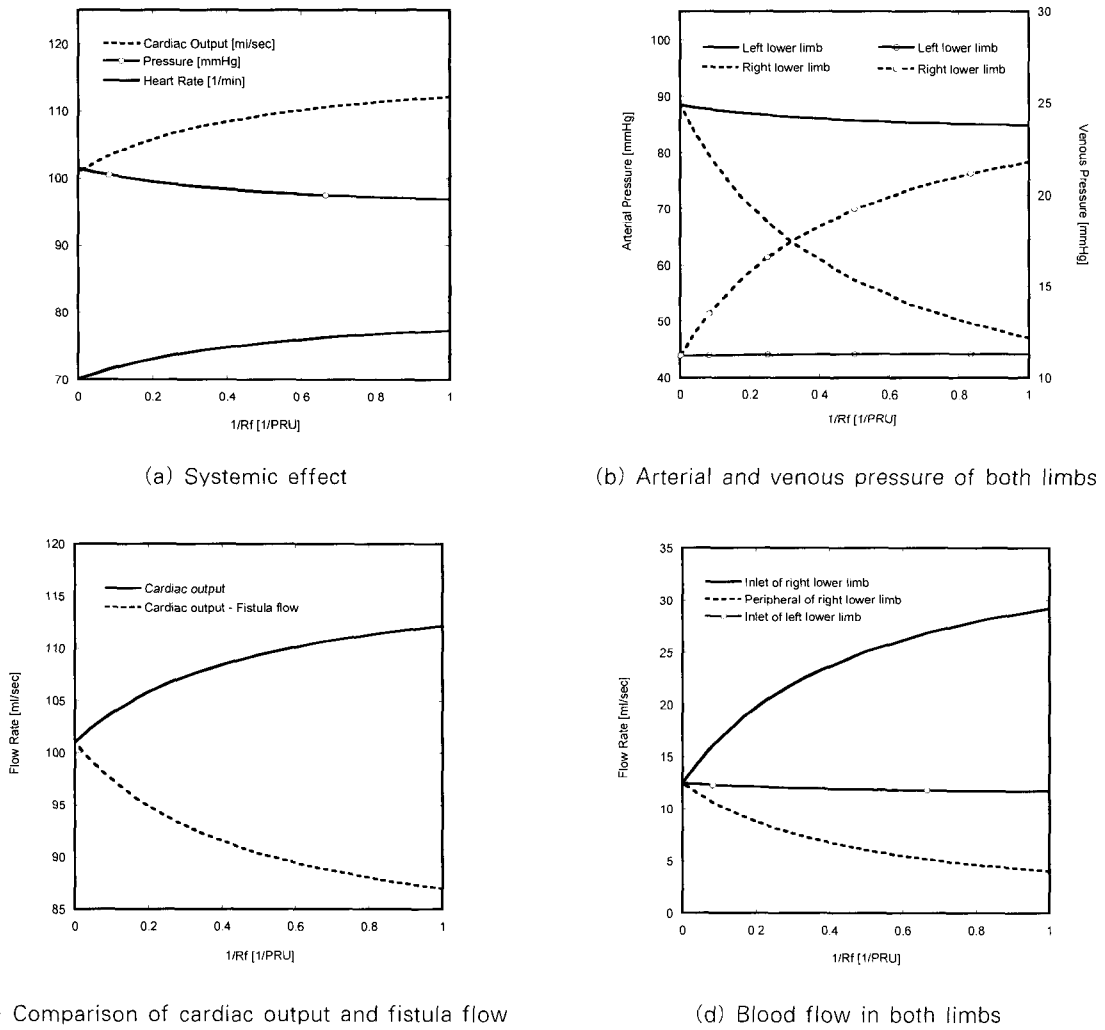 120
110
100
90
80
70
Cardiac Output [ml/sec]
Pressure [mmHg]
Heart Rate [1/min]
0
0.2
0.4
0.6
0 8
1
1/Rf [1/PRU]
(a) Systemic effect
100
90
80
70
60
50
40
Arterial Pressure [mmHg]
Left lower limb
Right lower limb
Left lower limb
Right lower limb
30
25
20
15
10
Venous Pressure [mmHg]
0
0.2
0.4
0 6
0.8
1
1/Rf [1/PRU]
(b) Arterial and venous pressure of both limbs
120
115
110
105
100
95
90
85
Flow Rate [ml/sec]
Cardiac output
Cardiac output - Fistula flow
0
0.2
0.4
0.6
0.8
1
1/Rf [1/PRU]
Comparison of cardiac output and fistula flow
35
30
25
20
15
10
5
0
Flow Rate [ml/sec]
Inlet of right lower limb
Peripheral of right lower limb
Inlet of left lower limb
0
0.2
0.4
0.6
0.8
1
1/Rf [1/PRU]
(d) Blood flow in both limbs